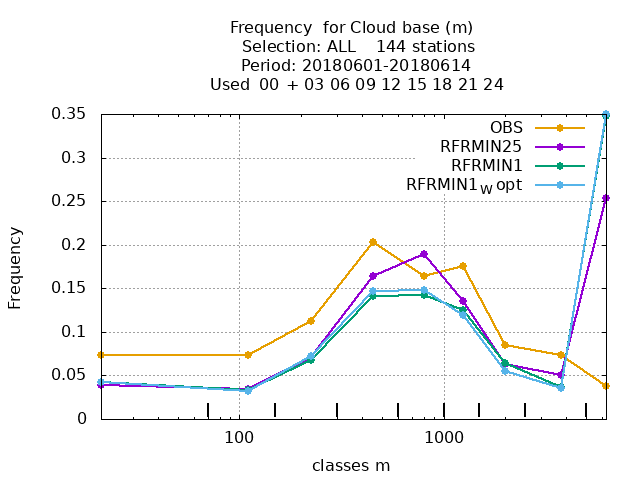 Frequency  for Cloud base (m)
Selection: ALL    144 stations
Period: 20180601-20180614
Used  00 + 03 06 09 12 15 18 21 24
0.35
0.3
0.25
0.2
0.15
0.1
0.05
0
Frequency
OBS
RFRMIN25
RFRMIN1
RFRMIN1w opt
100
1000
classes m